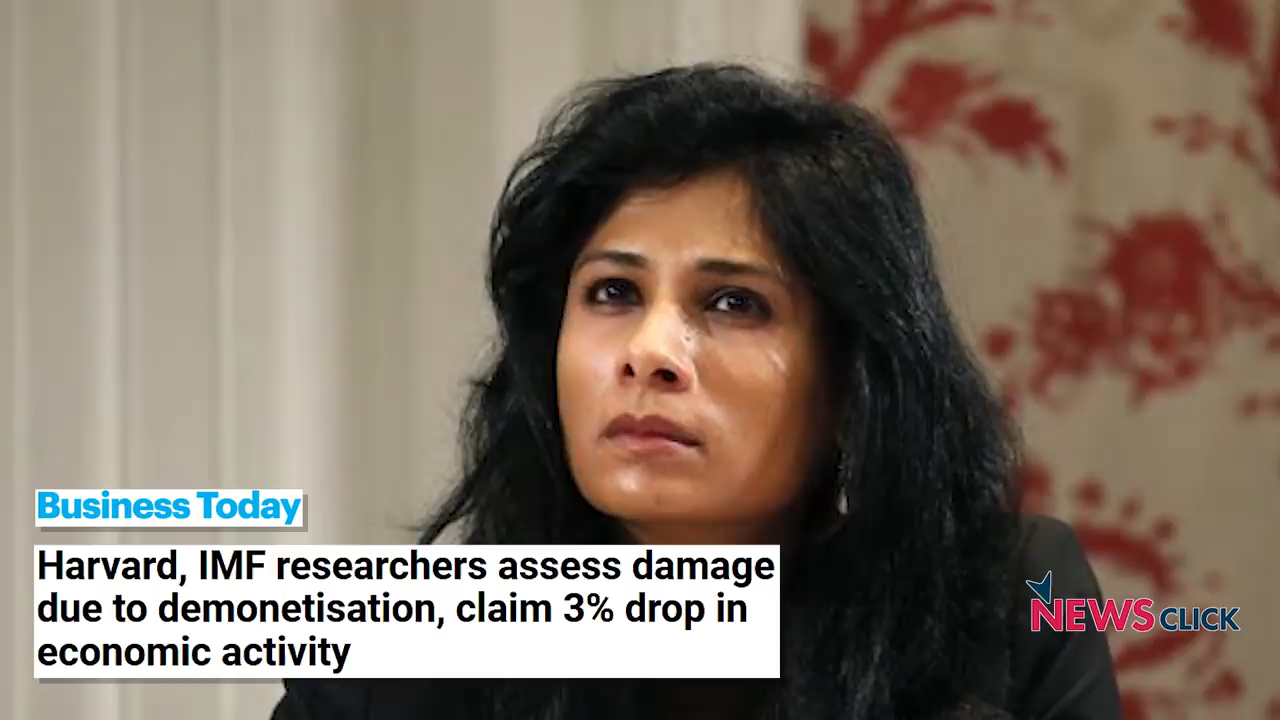 Business Today
Harvard, IMF researchers assess damage
due to demonetisation, claim 3% drop in
economic activity
NEWSCLICK